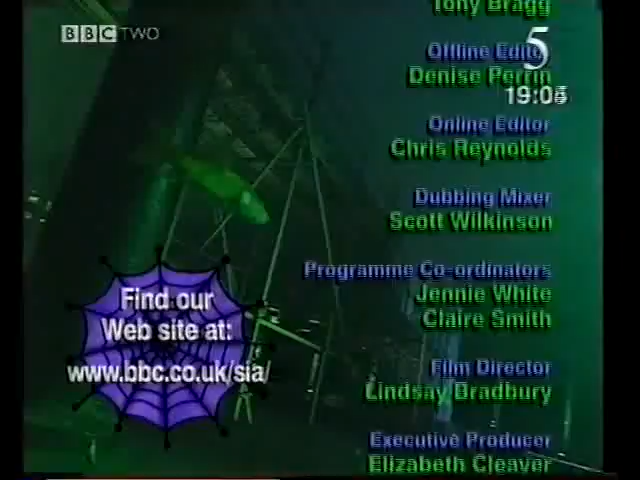 BBC TWO
Tony Bragg
5
Offline Edito
Denise Perrin
19:05
Online Editor
Chris Reynolds
Dubbing Mixer
Scott Wilkinson
Programme Co-ordinators
Jennie White
Claire Smith
Find our
Web site at:
www.bbc.co.uk/sia/
Film Director
Lindsay Bradbury
Executive Producer
Elizabeth Cleaver